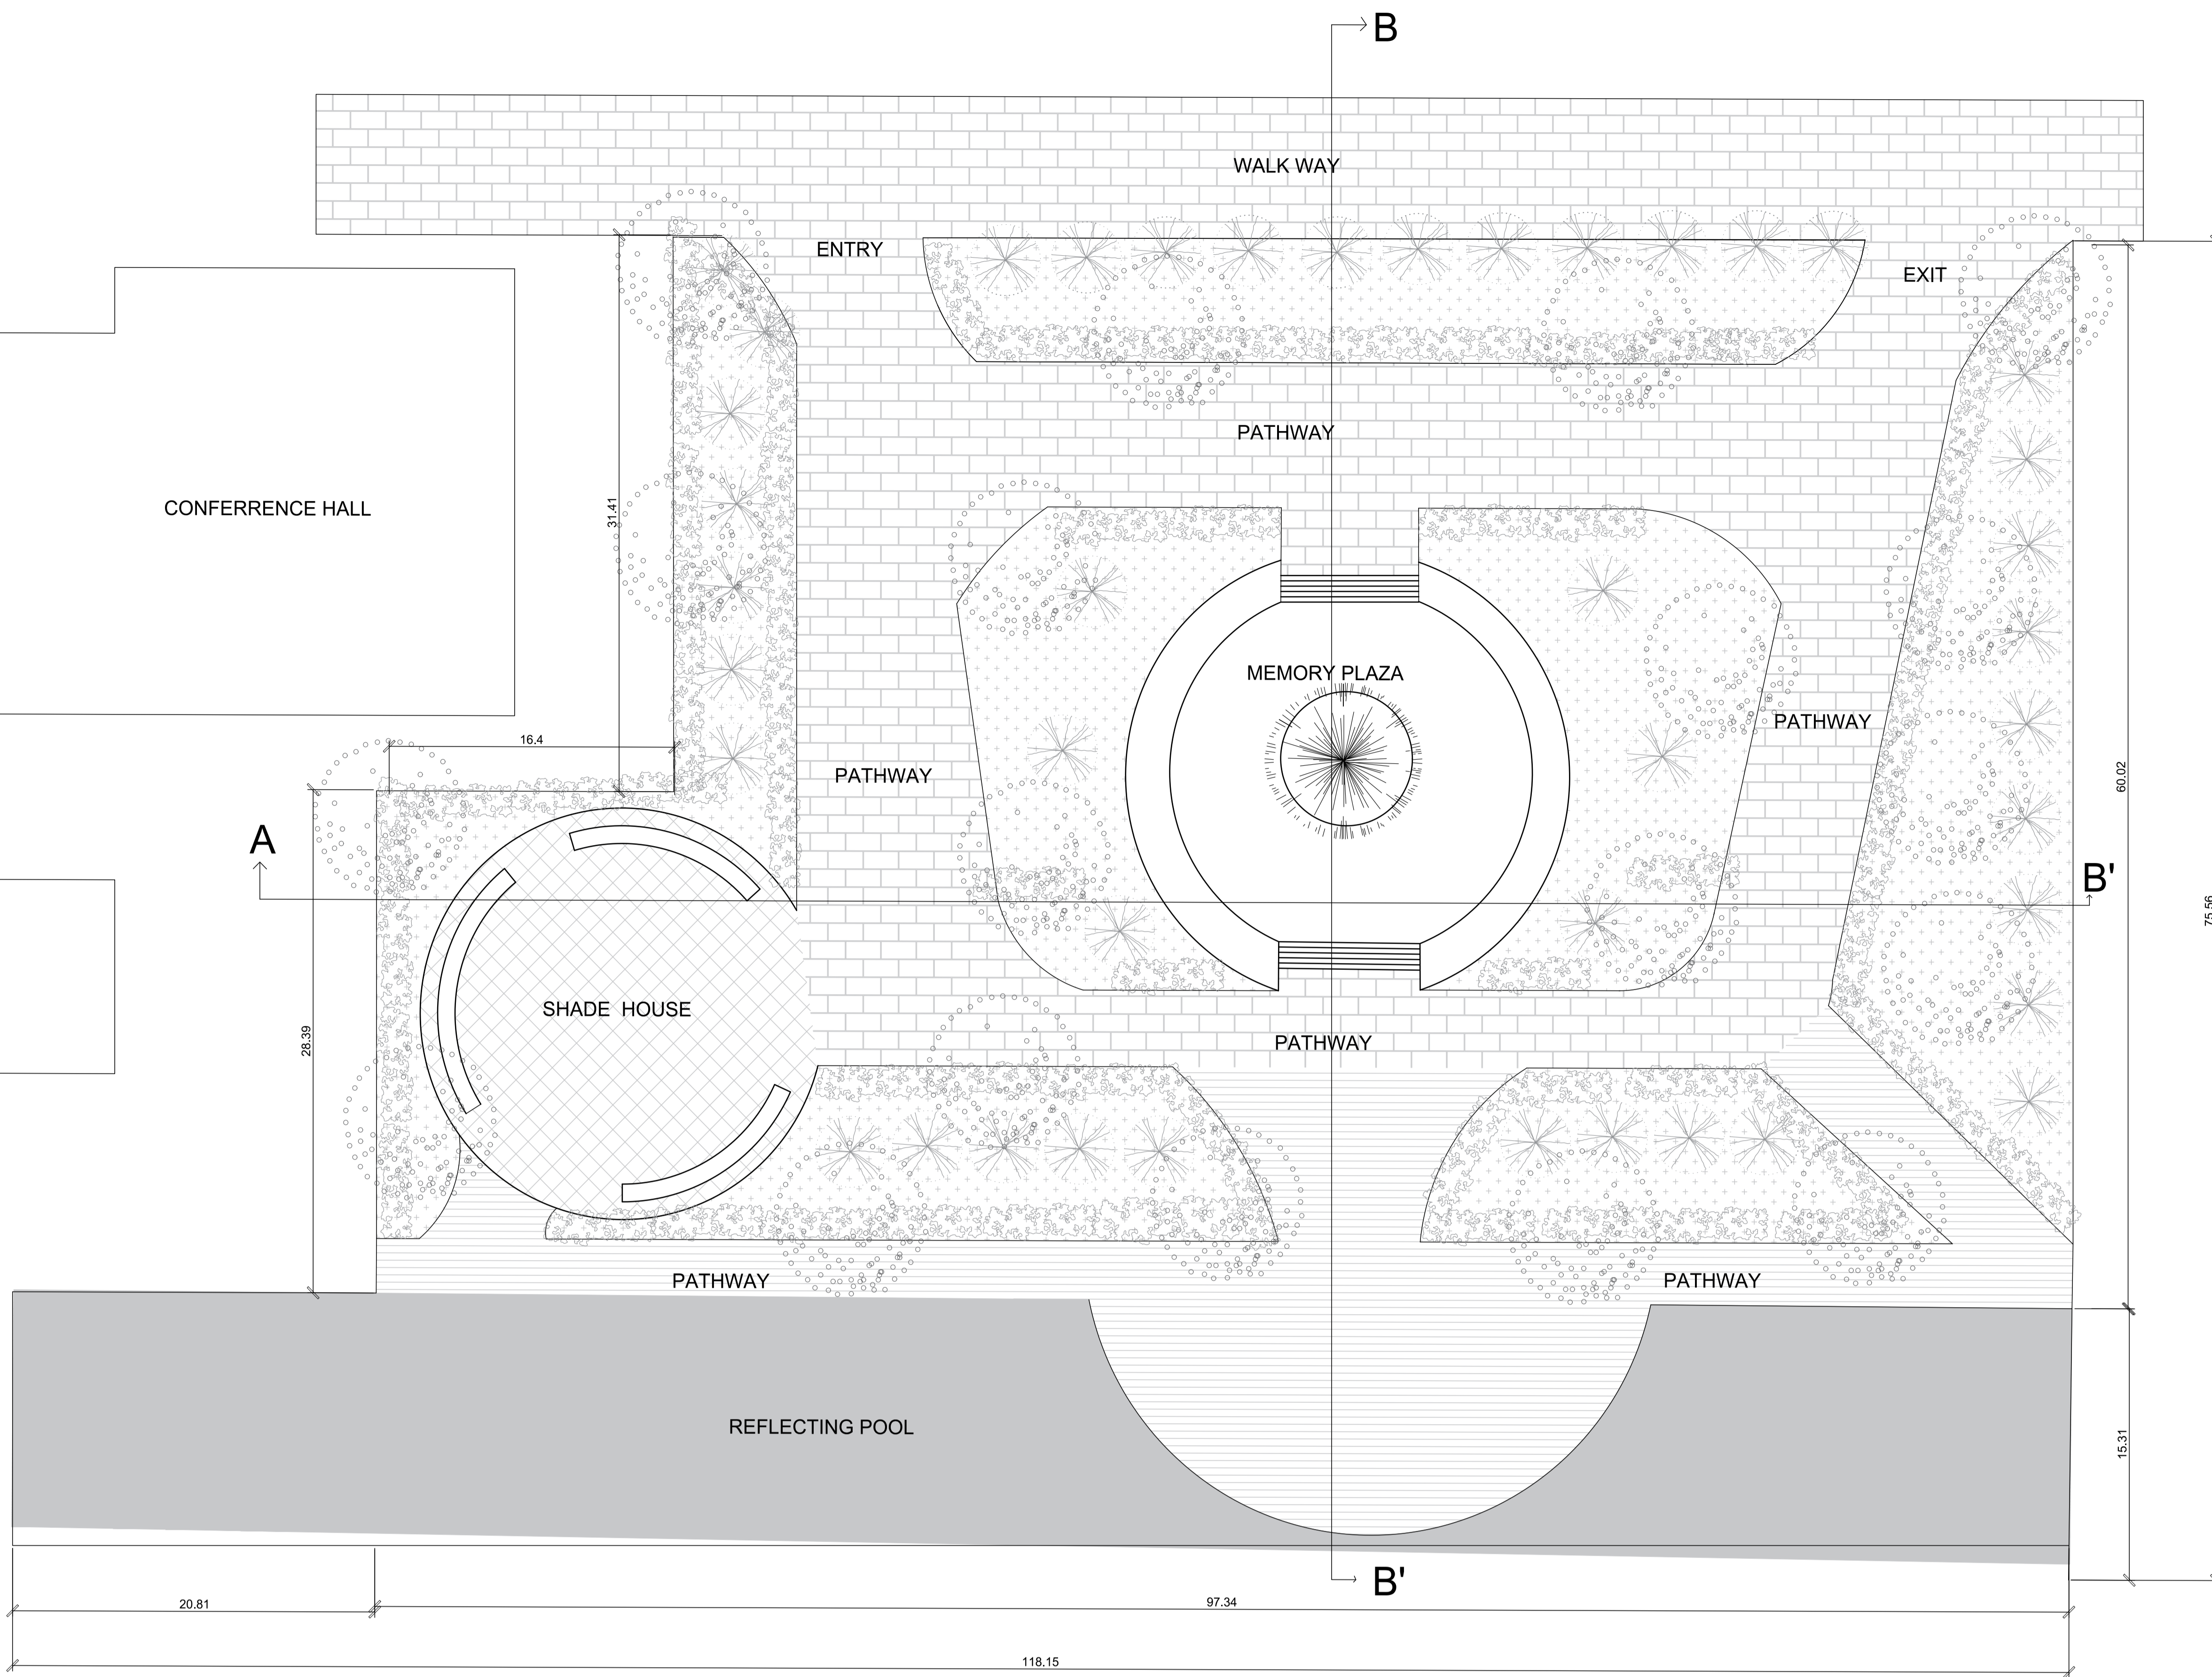 B
WALK WAY
ENTRY
EXIT
PATHWAY
CONFERRENCE HALL
31.41
MEMORY PLAZA
PATHWAY
16.4
PATHWAY
60.02
A
B'
75.56
SHADE HOUSE
28.39
PATHWAY
PATHWAY
PATHWAY
REFLECTING POOL
15.31
B'
20.81
97.34
118.15